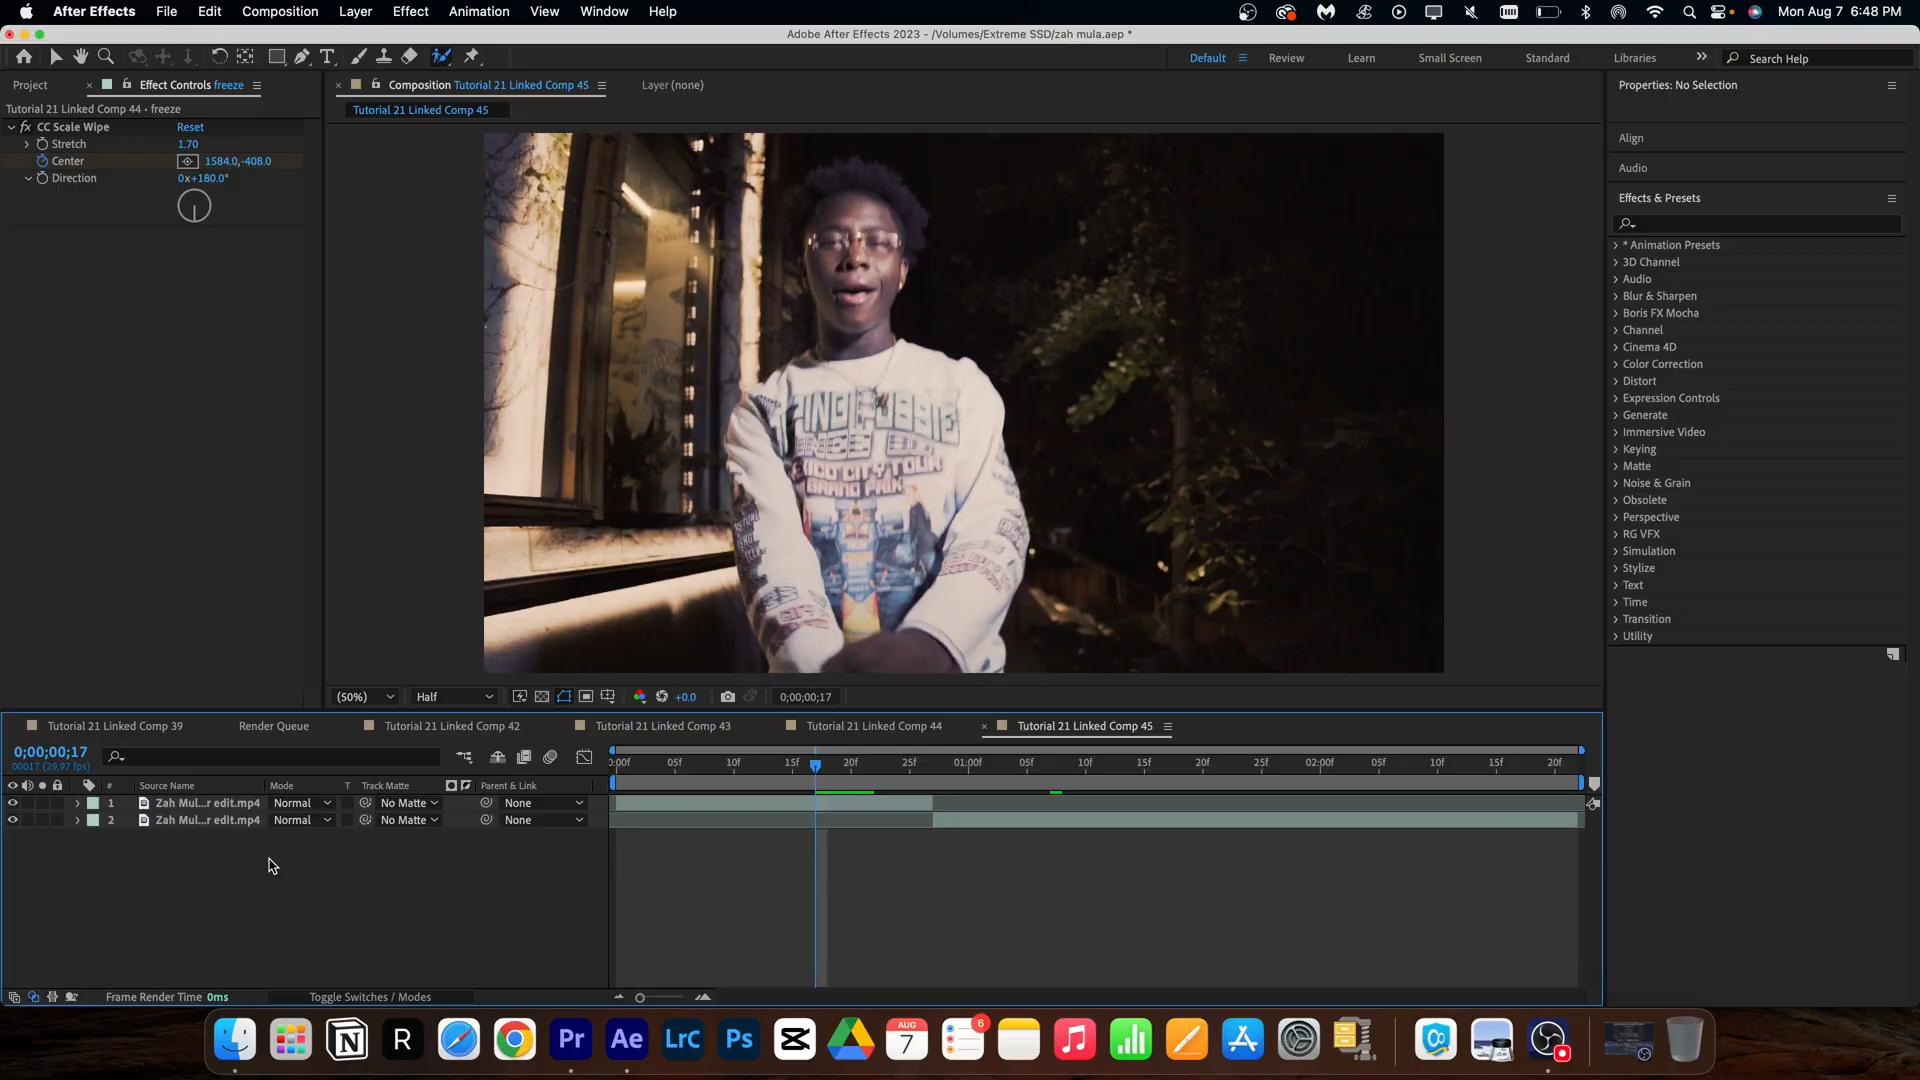 After Effects File Edit Composition Layer Effect Animation View Window Help Mon Aug 7 6:48 PM
Adobe After Effects 2023 - /Volumes/Extreme SSD/zah mula.aep *
Default Review Learn Small Screen Standard Libraries Search Help
Project Effect Controls freeze Composition Tutorial 21 Linked Comp 45 Layer (none) Properties: No Selection
Tutorial 21 Linked Comp 44 • freeze Tutorial 21 Linked Comp 45
fx CC Scale Wipe Reset
Stretch 1.70
Center 1584.0,-408.0
Direction 0x+180.0°
Align
Audio
Effects & Presets
* Animation Presets
3D Channel
Audio
Blur & Sharpen
Boris FX Mocha
Channel
Cinema 4D
Color Correction
Distort
Expression Controls
Generate
Immersive Video
Keying
Matte
Noise & Grain
Obsolete
Perspective
RG VFX
Simulation
Stylize
Text
Time
Transition
Utility
CITY TOUR
GRAND PRIX
(50%) Half +0.0 0;00;00;17
Tutorial 21 Linked Comp 39 Render Queue Tutorial 21 Linked Comp 42 Tutorial 21 Linked Comp 43 Tutorial 21 Linked Comp 44 Tutorial 21 Linked Comp 45
0;00;00;17
00017 (29.97 fps)
:00f 05f 10f 15f 20f 25f 01:00f 05f 10f 15f 20f 25f 02:00f 05f 10f 15f 20f
# Source Name Mode T Track Matte Parent & Link
1 Zah Mul...r edit.mp4 Normal No Matte None
2 Zah Mul...r edit.mp4 Normal No Matte None
Frame Render Time 0ms Toggle Switches / Modes
R Pr Ae LrC Ps AUG 7 6